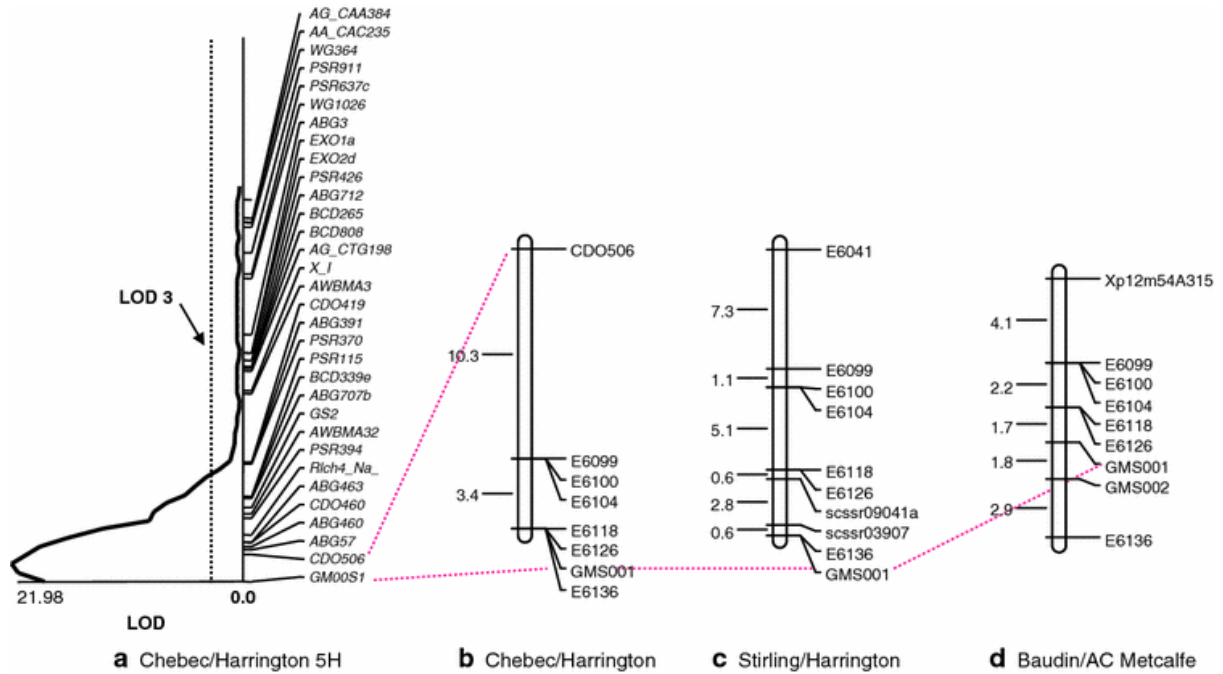 AG_CAA384
AA_CAC235
WG364
PSR911
PSR637c
WG1026
ABG3
EXO1a
EXO2d
PSR426
ABG712
BCD265
BCD808
AG_CTG198
X_I
AWBMA3
CDO419
ABG391
PSR370
PSR115
BCD339e
ABG707b
GS2
AWBMA32
PSR394
Rlch4_Na_
ABG463
CDO460
ABG460
ABG57
CDO506
GM00S1
LOD 3
21.98 0.0
LOD
a Chebec/Harrington 5H
CDO506
10.3
E6099
E6100
E6104
3.4
E6118
E6126
GMS001
E6136
b Chebec/Harrington
E6041
7.3
E6099
1.1
E6100
E6104
5.1
E6118
0.6
E6126
scssr09041a
2.8
scssr03907
0.6
E6136
GMS001
c Stirling/Harrington
Xp12m54A315
4.1
E6099
2.2
E6100
E6104
1.7
E6118
E6126
1.8
GMS001
GMS002
2.9
E6136
d Baudin/AC Metcalfe